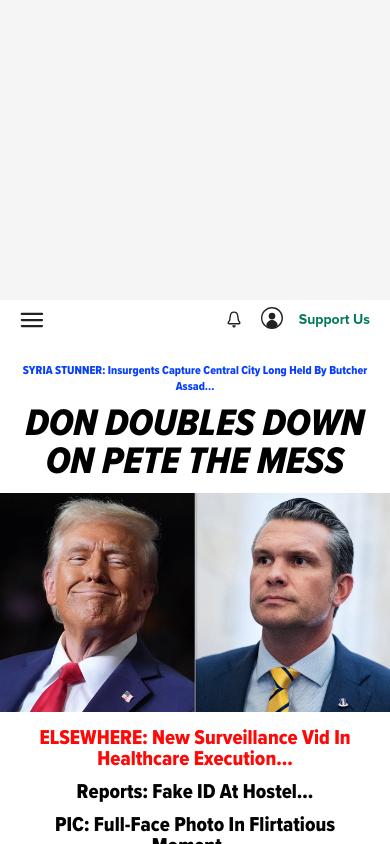 Support Us
SYRIA STUNNER: Insurgents Capture Central City Long Held By Butcher
Assad...
DON DOUBLES DOWN
ON PETE THE MESS
ELSEWHERE: New Surveillance Vid In
Healthcare Execution...
Reports: Fake ID At Hostel...
PIC: Full-Face Photo In Flirtatious
Moment